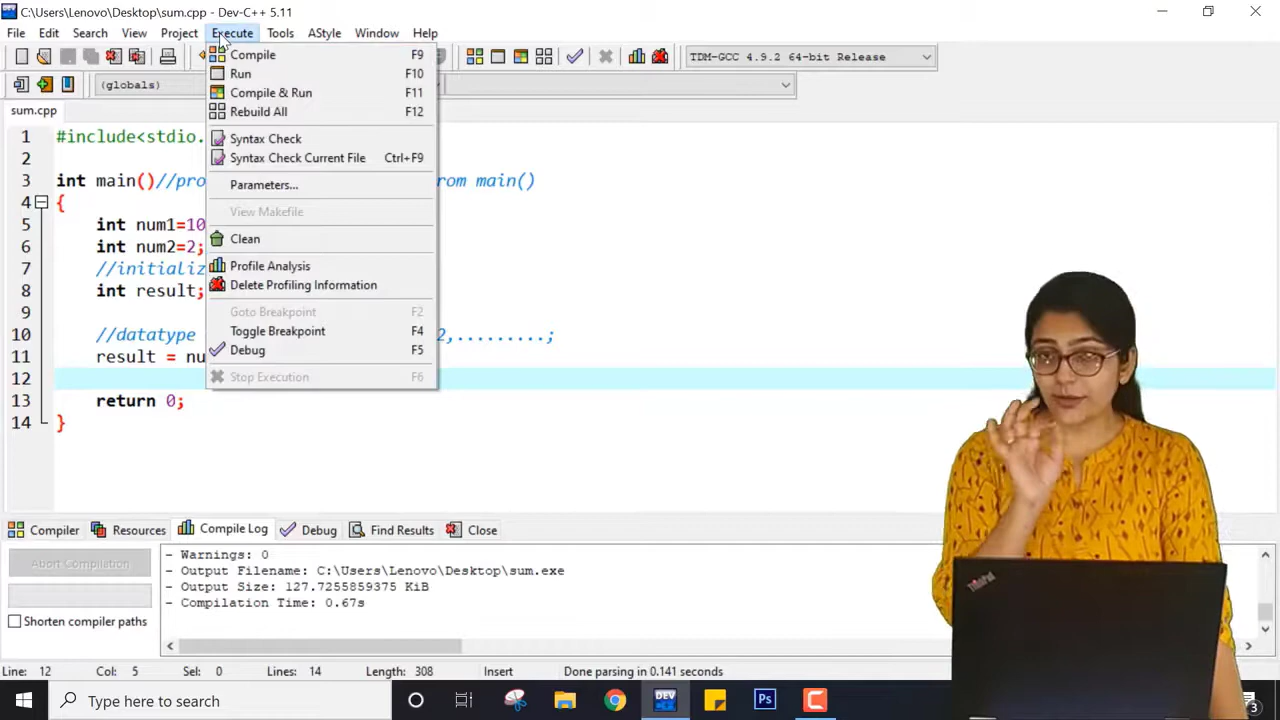 C:\Users\Lenovo\Desktop\sum.cpp - Dev-C++ 5.11
File Edit Search View Project Execute Tools AStyle Window Help
TDM-GCC 4.9.2 64-bit Release
(globals)
sum.cpp
Compile F9
Run F10
Compile & Run F11
Rebuild All F12
Syntax Check
Syntax Check Current File Ctrl+F9
Parameters...
View Makefile
Clean
Profile Analysis
Delete Profiling Information
Goto Breakpoint F2
Toggle Breakpoint F4
Debug F5
Stop Execution F6
1 #include<stdio.
2
3 int main()//pro rom main()
4 {
5 int num1=10
6 int num2=2;
7 //initializ
8 int result;
9
10 //datatype 2,.........;
11 result = nu
12
13 return 0;
14 }
Compiler Resources Compile Log Debug Find Results Close
Abort Compilation
Shorten compiler paths
- Warnings: 0
- Output Filename: C:\Users\Lenovo\Desktop\sum.exe
- Output Size: 127.7255859375 KiB
- Compilation Time: 0.67s
Line: 12 Col: 5 Sel: 0 Lines: 14 Length: 308 Insert Done parsing in 0.141 seconds
Type here to search
DEV
Ps
3
ThinkPad